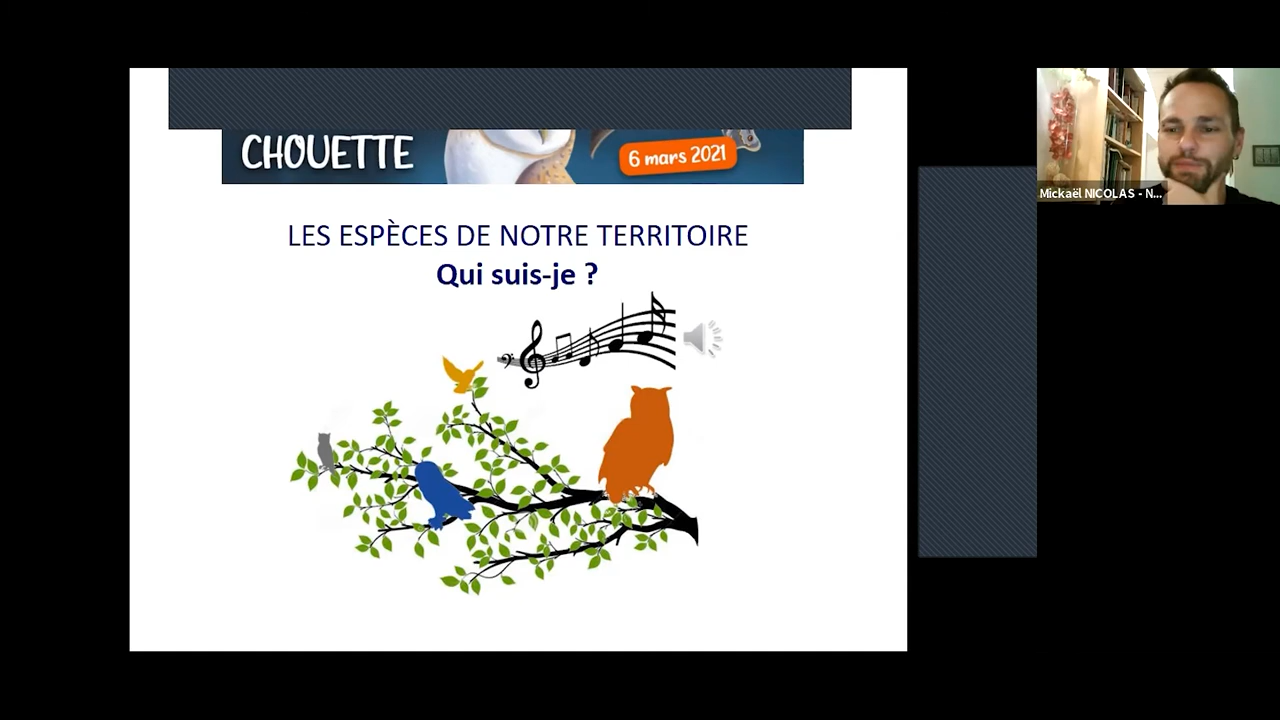 CHOUETTE
6 mars 2021
LES ESPÈCES DE NOTRE TERRITOIRE
Qui suis-je ?
Mickaël NICOLAS - N...